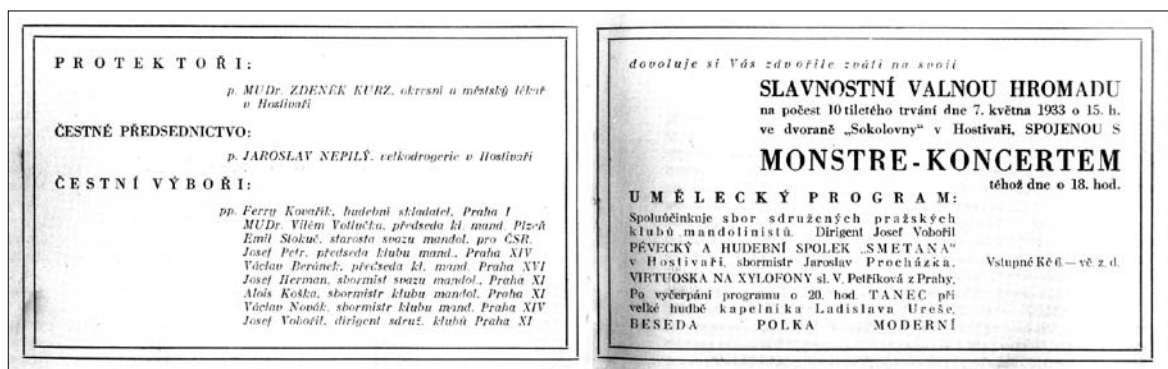 PROTEKTOŘI:
p. MUDr. ZDENĚK KURZ, okresní a městský lékař
v Hostivaři
ČESTNÉ PŘEDSEDNICTVO:
p. JAROSLAV NEPILÝ, velkodrogerie v Hostivaři
ČESTNÍ VÝBOŘI:
pp. Ferry Kovařík, hudební skladatel, Praha I
MUDr. Vilém Votlučka, předseda kl. mand. Plzeň
Emil Stokuč, starosta svazu mandol. pro ČSR.
Josef Petr, předseda klubu mand., Praha XIV
Václav Beránek, předseda kl. mand. Praha XVI
Josef Herman, sbormist svazu mandol., Praha XI
Alois Koška, sbormistr klubu mandol. Praha XI
Václav Novák, sbormistr klubu mand. Praha XIV
Josef Vobořil, dirigent sdruž. klubů Praha XI
dovoluje si Vás zdvořile zváti na svoji
SLAVNOSTNÍ VALNOU HROMADU
na počest 10tiletého trvání dne 7. května 1933 o 15. h.
ve dvoraně „Sokolovny“ v Hostivaři, SPOJENOU S
MONSTRE-KONCERTEM
téhož dne o 18. hod.
UMĚLECKÝ PROGRAM:
Spoluúčinkuje sbor sdružených pražských
klubů mandolinistů. Dirigent Josef Vobořil
PĚVECKÝ A HUDEBNÍ SPOLEK „SMETANA“
v Hostivaři, sbormistr Jaroslav Procházka.
VIRTUOSKA NA XYLOFONY sl. V. Petříková z Prahy.
Po vyčerpání programu o 20. hod. TANEC při
velké hudbě kapelníka Ladislava Ureše.
BESEDA POLKA MODERNÍ
Vstupné Kč 6.— vč. z. d.